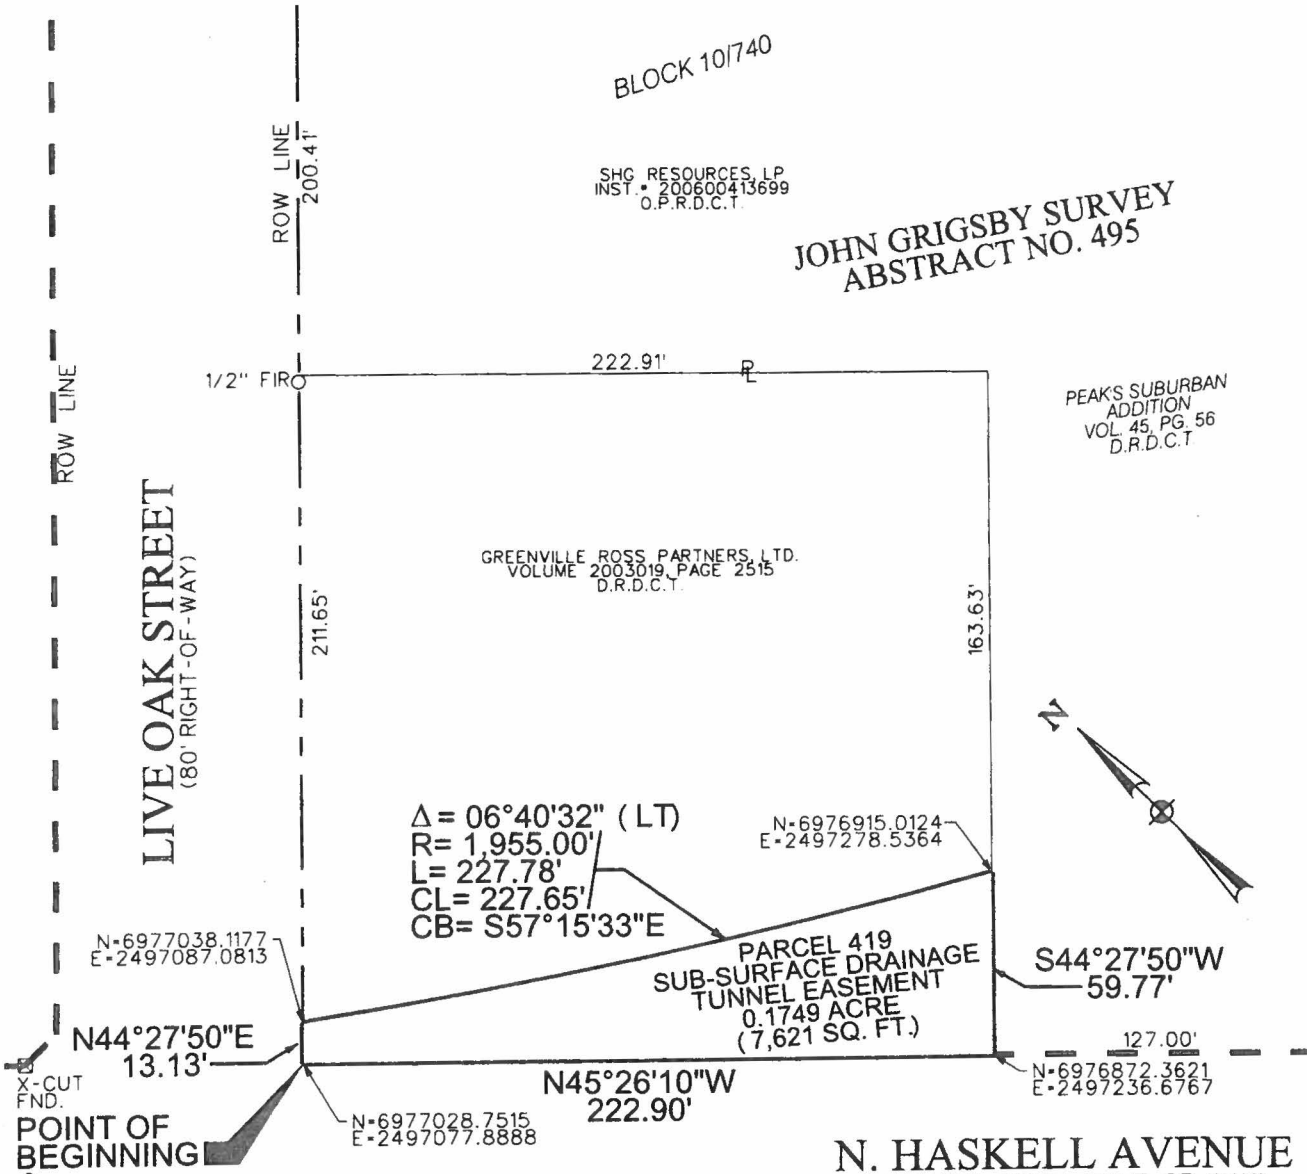 BLOCK 10/740
ROW LINE
200.41'
SHG RESOURCES, LP
INST.• 200600413699
O.P.R.D.C.T.
JOHN GRIGSBY SURVEY
ABSTRACT NO. 495
222.91'
PL
1/2" FIR
ROW LINE
PEAK'S SUBURBAN
ADDITION
VOL. 45, PG. 56
D.R.D.C.T.
LIVE OAK STREET
(80' RIGHT-OF-WAY)
GREENVILLE ROSS PARTNERS, LTD.
VOLUME 2003019, PAGE 2515
D.R.D.C.T.
211.65'
163.63'
N
Δ= 06°40'32" (LT)
R= 1,955.00'
L= 227.78'
CL= 227.65'
CB= S57°15'33"E
N=6976915.0124
E=2497278.5364
N=6977038.1177
E=2497087.0813
PARCEL 419
SUB-SURFACE DRAINAGE
TUNNEL EASEMENT
0.1749 ACRE
(7,621 SQ. FT.)
S44°27'50"W
59.77'
N44°27'50"E
13.13'
127.00'
X-CUT
FND.
N45°26'10"W
222.90'
N=6976872.3621
E=2497236.6767
POINT OF
BEGINNING
N=6977028.7515
E=2497077.8888
N. HASKELL AVENUE